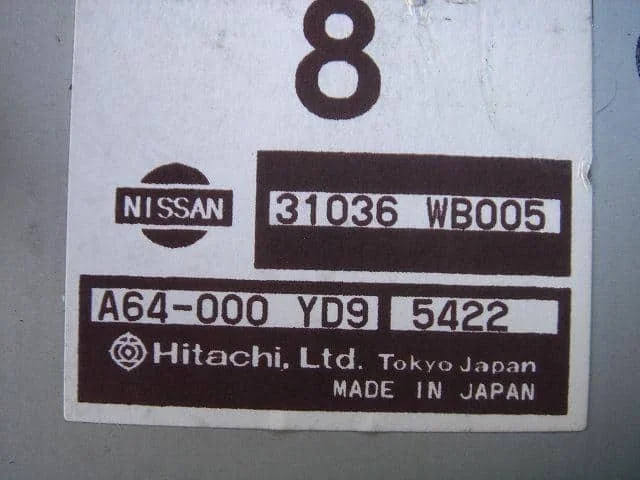 8
NISSAN
31036 WB005
A64-000 YD9 5422
Hitachi, Ltd. Tokyo Japan
MADE IN JAPAN